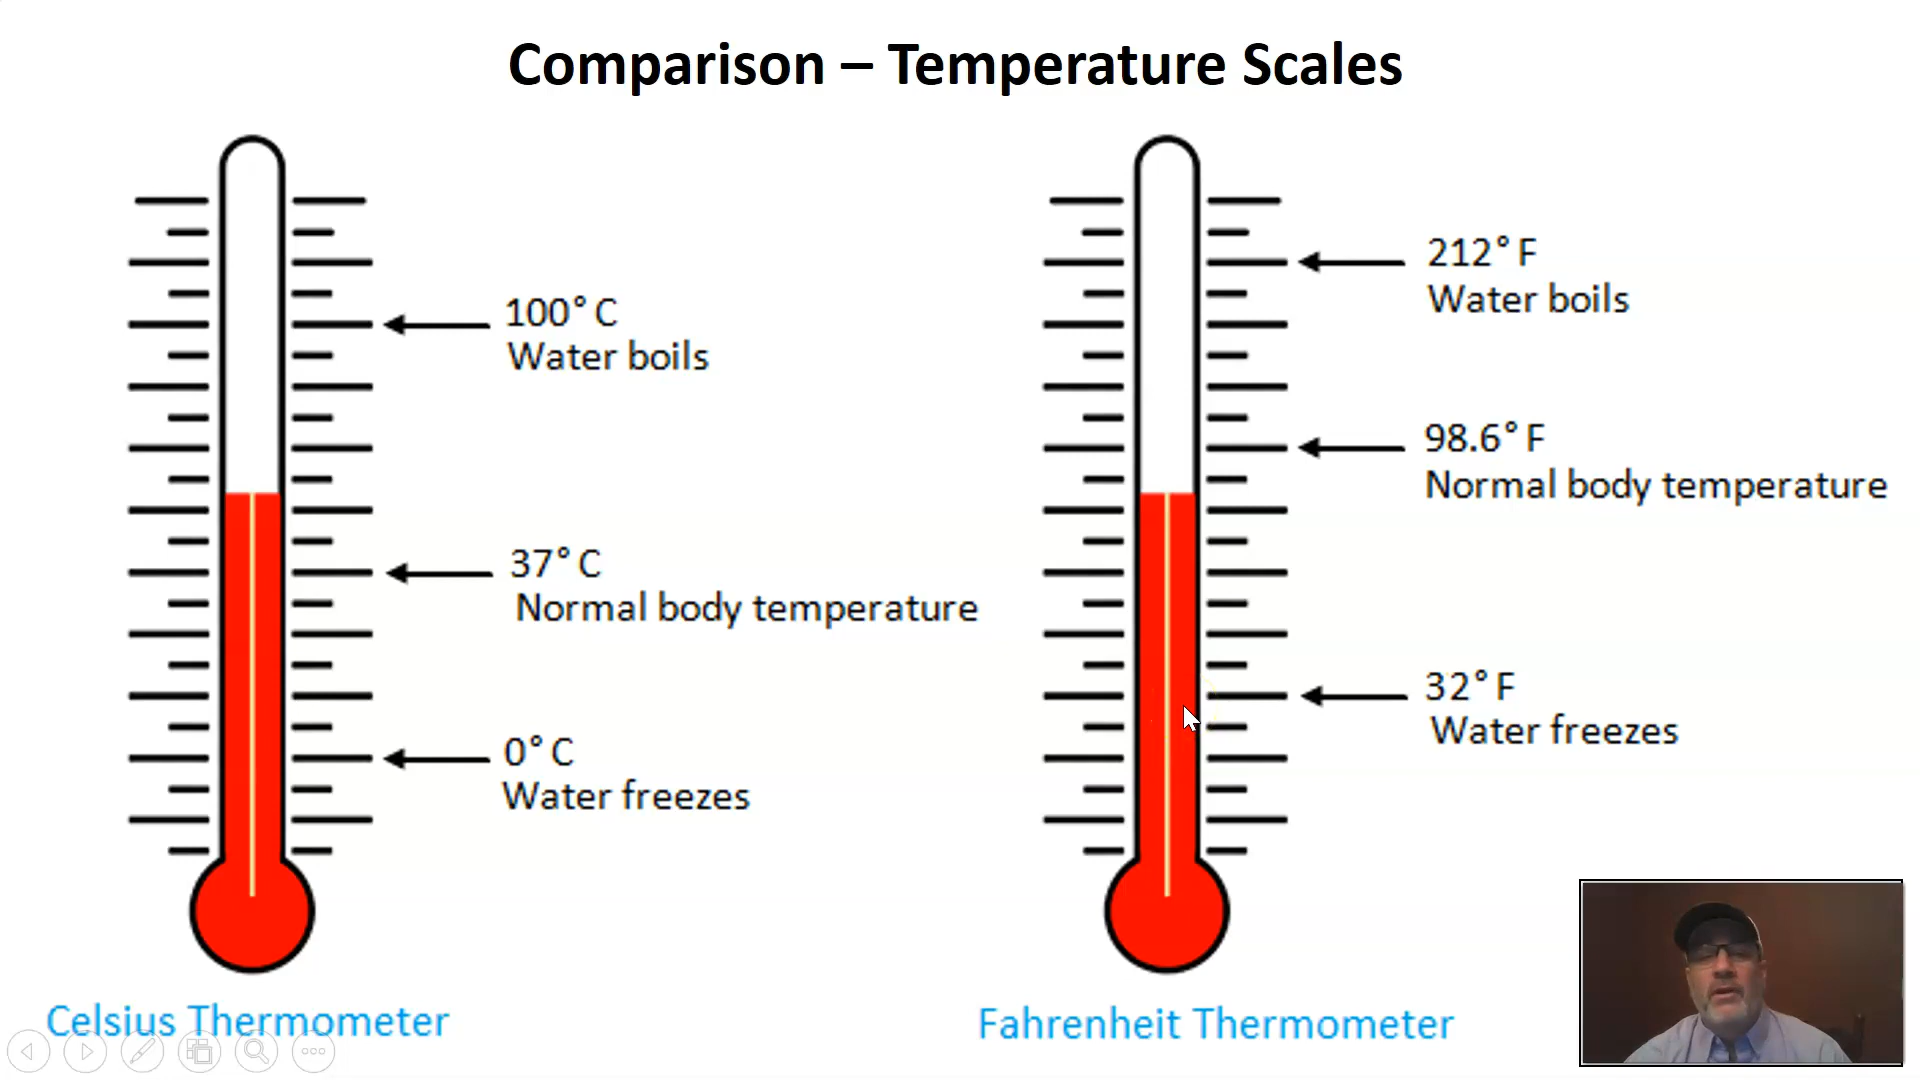 Comparison – Temperature Scales
100° C
Water boils
37° C
Normal body temperature
0° C
Water freezes
Celsius Thermometer
212° F
Water boils
98.6° F
Normal body temperature
32° F
Water freezes
Fahrenheit Thermometer